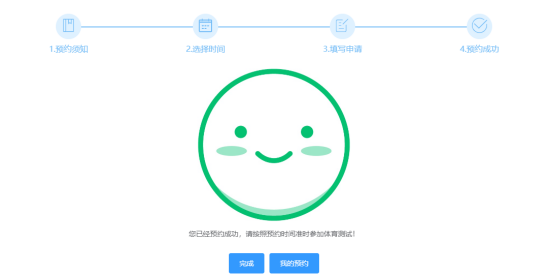 1.预约须知
2.选择时间
3.填写申请
4.预约成功
您已经预约成功，请按照预约时间准时参加体育测试！
完成
我的预约